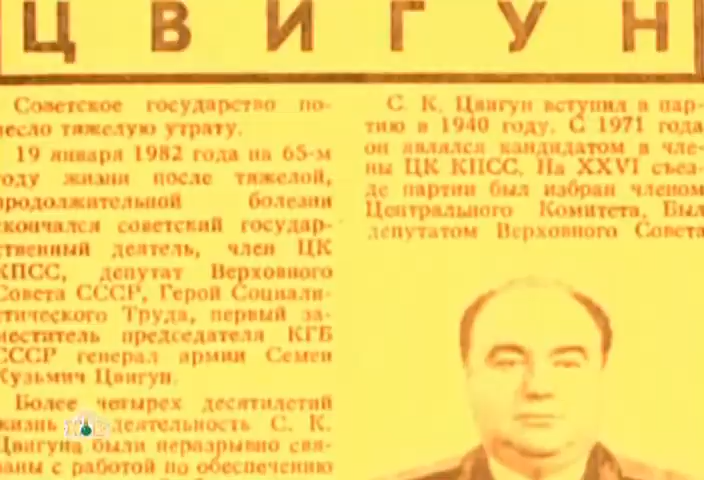 ЦВИГУН
Советское государство по-
несло тяжелую утрату.
19 января 1982 года на 65-м
году жизни после тяжелой,
продолжительной болезни
скончался советский государ-
ственный деятель, член ЦК
КПСС, депутат Верховного
Совета СССР, Герой Социали-
стического Труда, первый за-
меститель председателя КГБ
СССР генерал армии Семен
Кузьмич Цвигун.
Более четырех десятилетий
жизнь деятельность С. К.
Цвигуна были неразрывно свя-
заны с работой по обеспечению
С. К. Цвигун вступил в пар-
тию в 1940 году. С 1971 года
он являлся кандидатом в чле-
ны ЦК КПСС. На XXVI съез-
де партии был избран членом
Центрального Комитета. Был
депутатом Верховного Совета